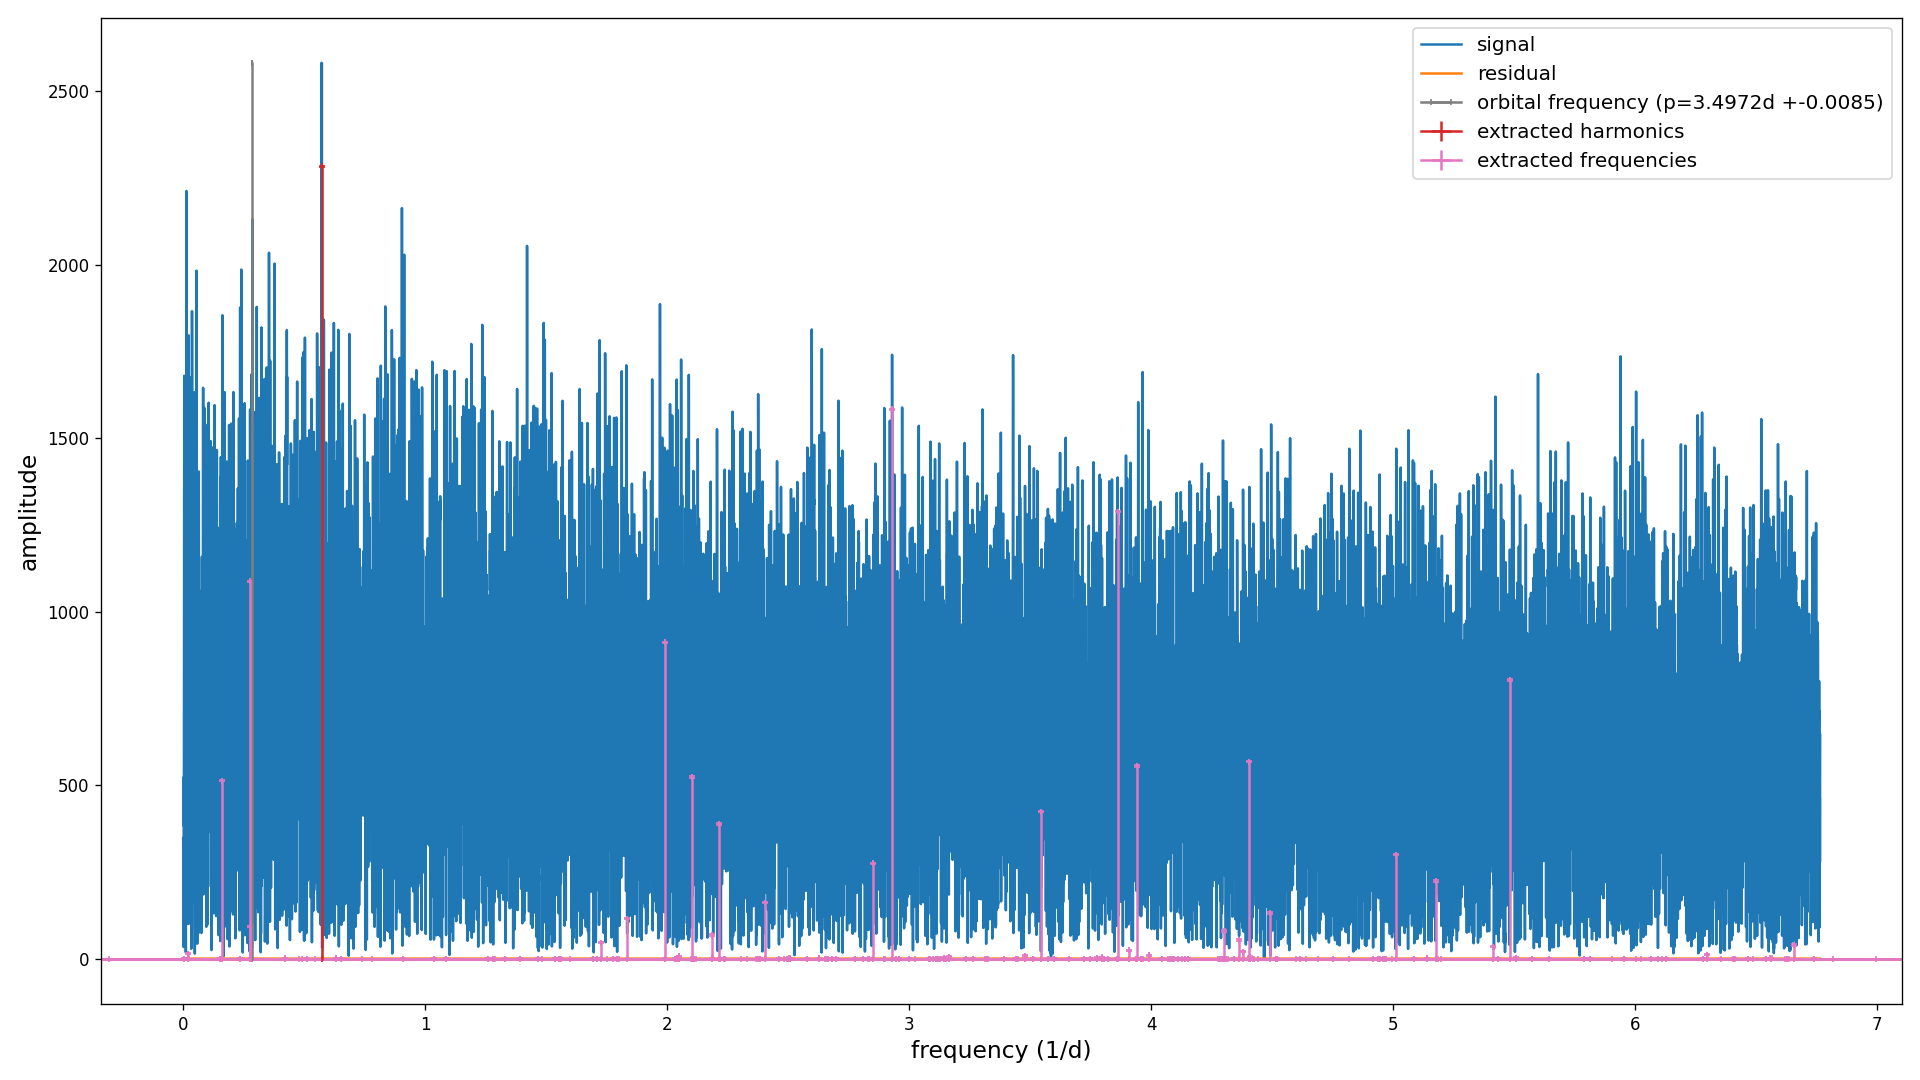 signal
residual
orbital frequency (p=3.4972d +-0.0085)
extracted harmonics
extracted frequencies
amplitude
2500
2000
1500
1000
500
0
0 1 2 3 4 5 6 7
frequency (1/d)